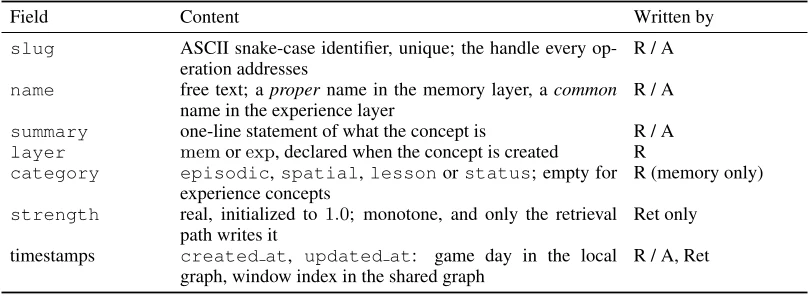 Field Content Written by
slug ASCII snake-case identifier, unique; the handle every op- R / A
eration addresses
name free text; a proper name in the memory layer, a common R / A
name in the experience layer
summary one-line statement of what the concept is R / A
layer mem or exp, declared when the concept is created R
category episodic, spatial, lesson or status; empty for R (memory only)
experience concepts
strength real, initialized to 1.0; monotone, and only the retrieval Ret only
path writes it
timestamps created_at, updated_at: game day in the local R / A, Ret
graph, window index in the shared graph